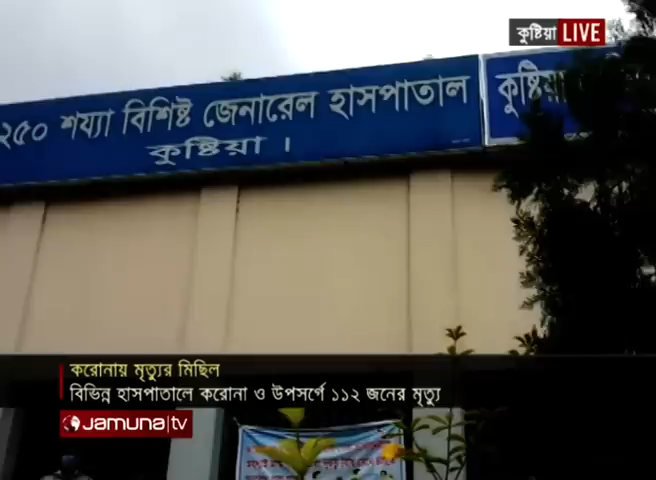 কুষ্টিয়া LIVE
২৫০ শয্যা বিশিষ্ট জেনারেল হাসপাতাল
কুষ্টিয়া ।
কুষ্টিয়া
করোনায় মৃত্যুর মিছিল
বিভিন্ন হাসপাতালে করোনা ও উপসর্গে ১১২ জনের মৃত্যু
Jamuna tv